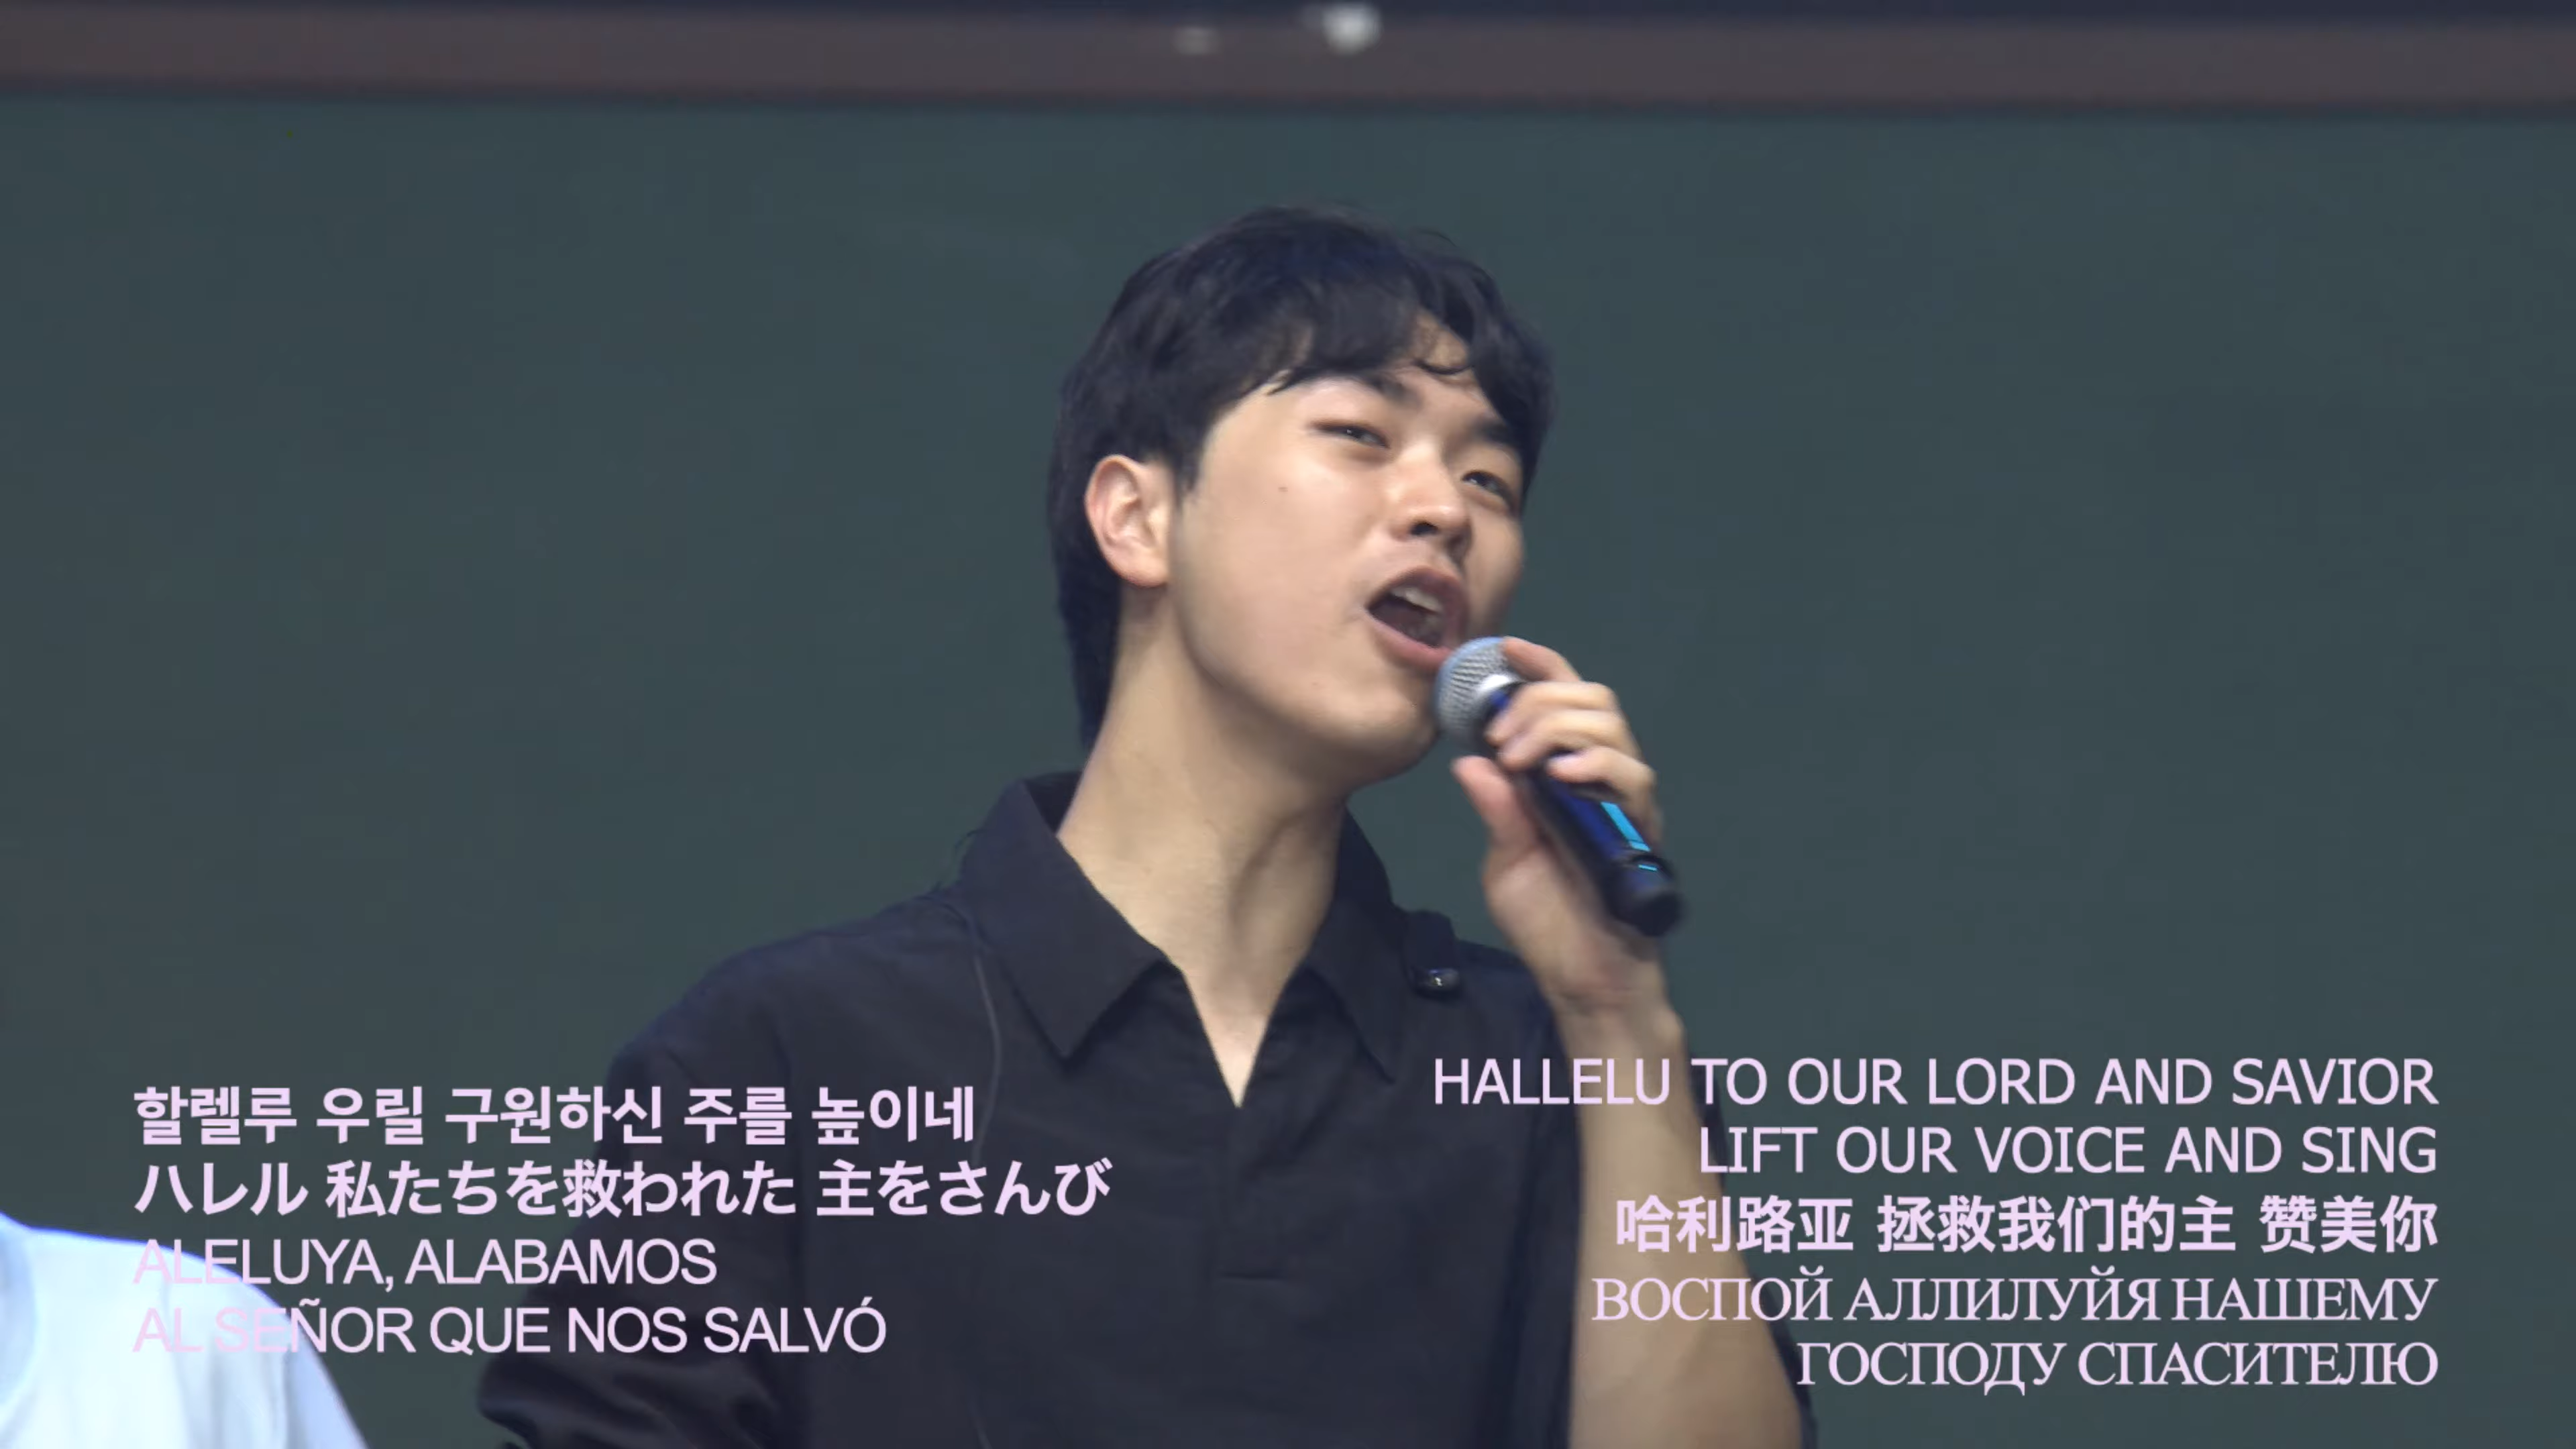 할렐루 우릴 구원하신 주를 높이네
ハレル 私たちを救われた 主をさんび
ALELUYA, ALABAMOS
AL SEÑOR QUE NOS SALVÓ
HALLELU TO OUR LORD AND SAVIOR
LIFT OUR VOICE AND SING
哈利路亚 拯救我们的主 赞美你
ВОСПОЙ АЛЛИЛУЙЯ НАШЕМУ
ГОСПОДУ СПАСИТЕЛЮ